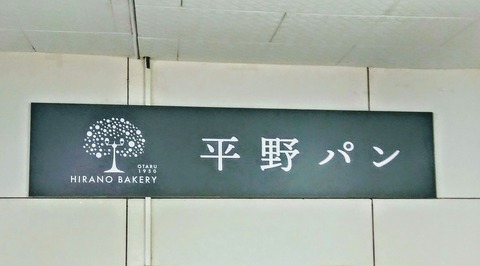 OTARU
1950
HIRANO BAKERY
平野パン